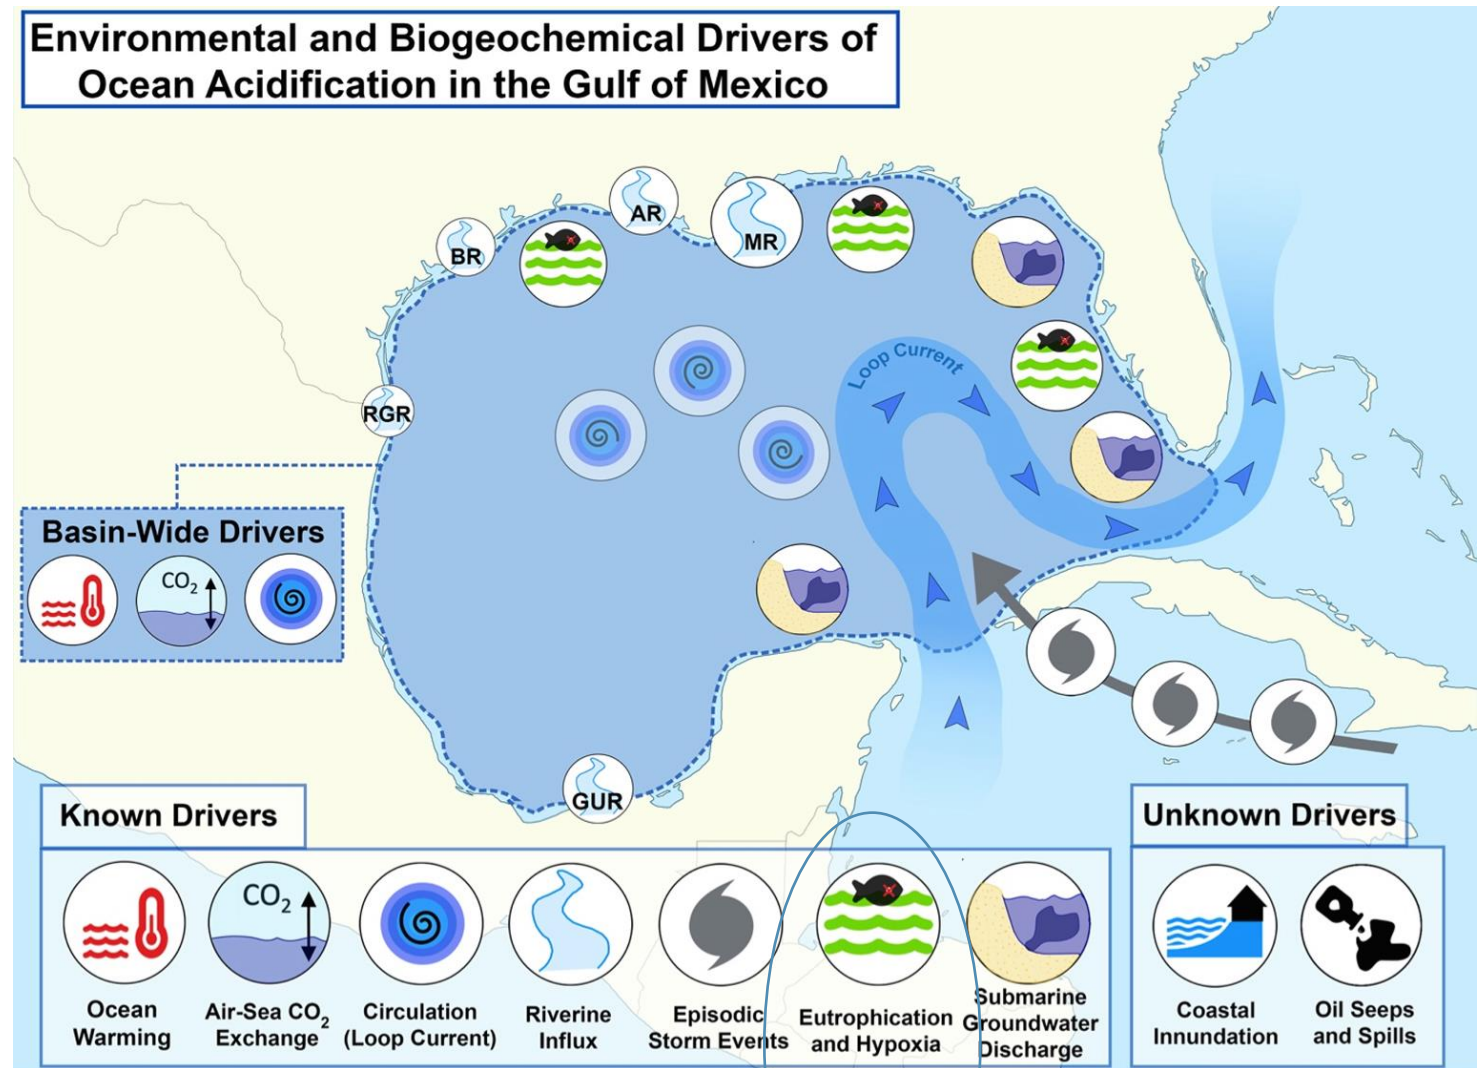 Environmental and Biogeochemical Drivers of
Ocean Acidification in the Gulf of Mexico
AR
MR
BR
Loop Current
RGR
Basin-Wide Drivers
CO2
GUR
Known Drivers
Unknown Drivers
CO2
Ocean
Warming
Air-Sea CO2
Exchange
Circulation
(Loop Current)
Riverine
Influx
Episodic
Storm Events
Eutrophication
and Hypoxia
Submarine
Groundwater
Discharge
Coastal
Innundation
Oil Seeps
and Spills